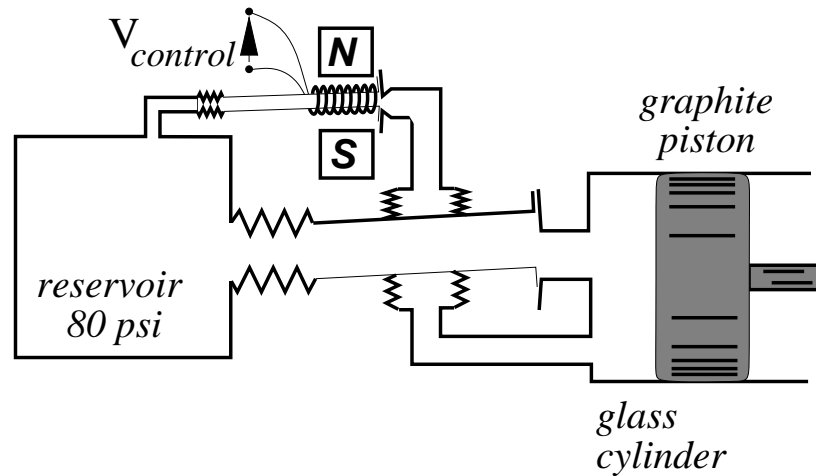 V control
N
S
graphite
piston
reservoir
80 psi
glass
cylinder